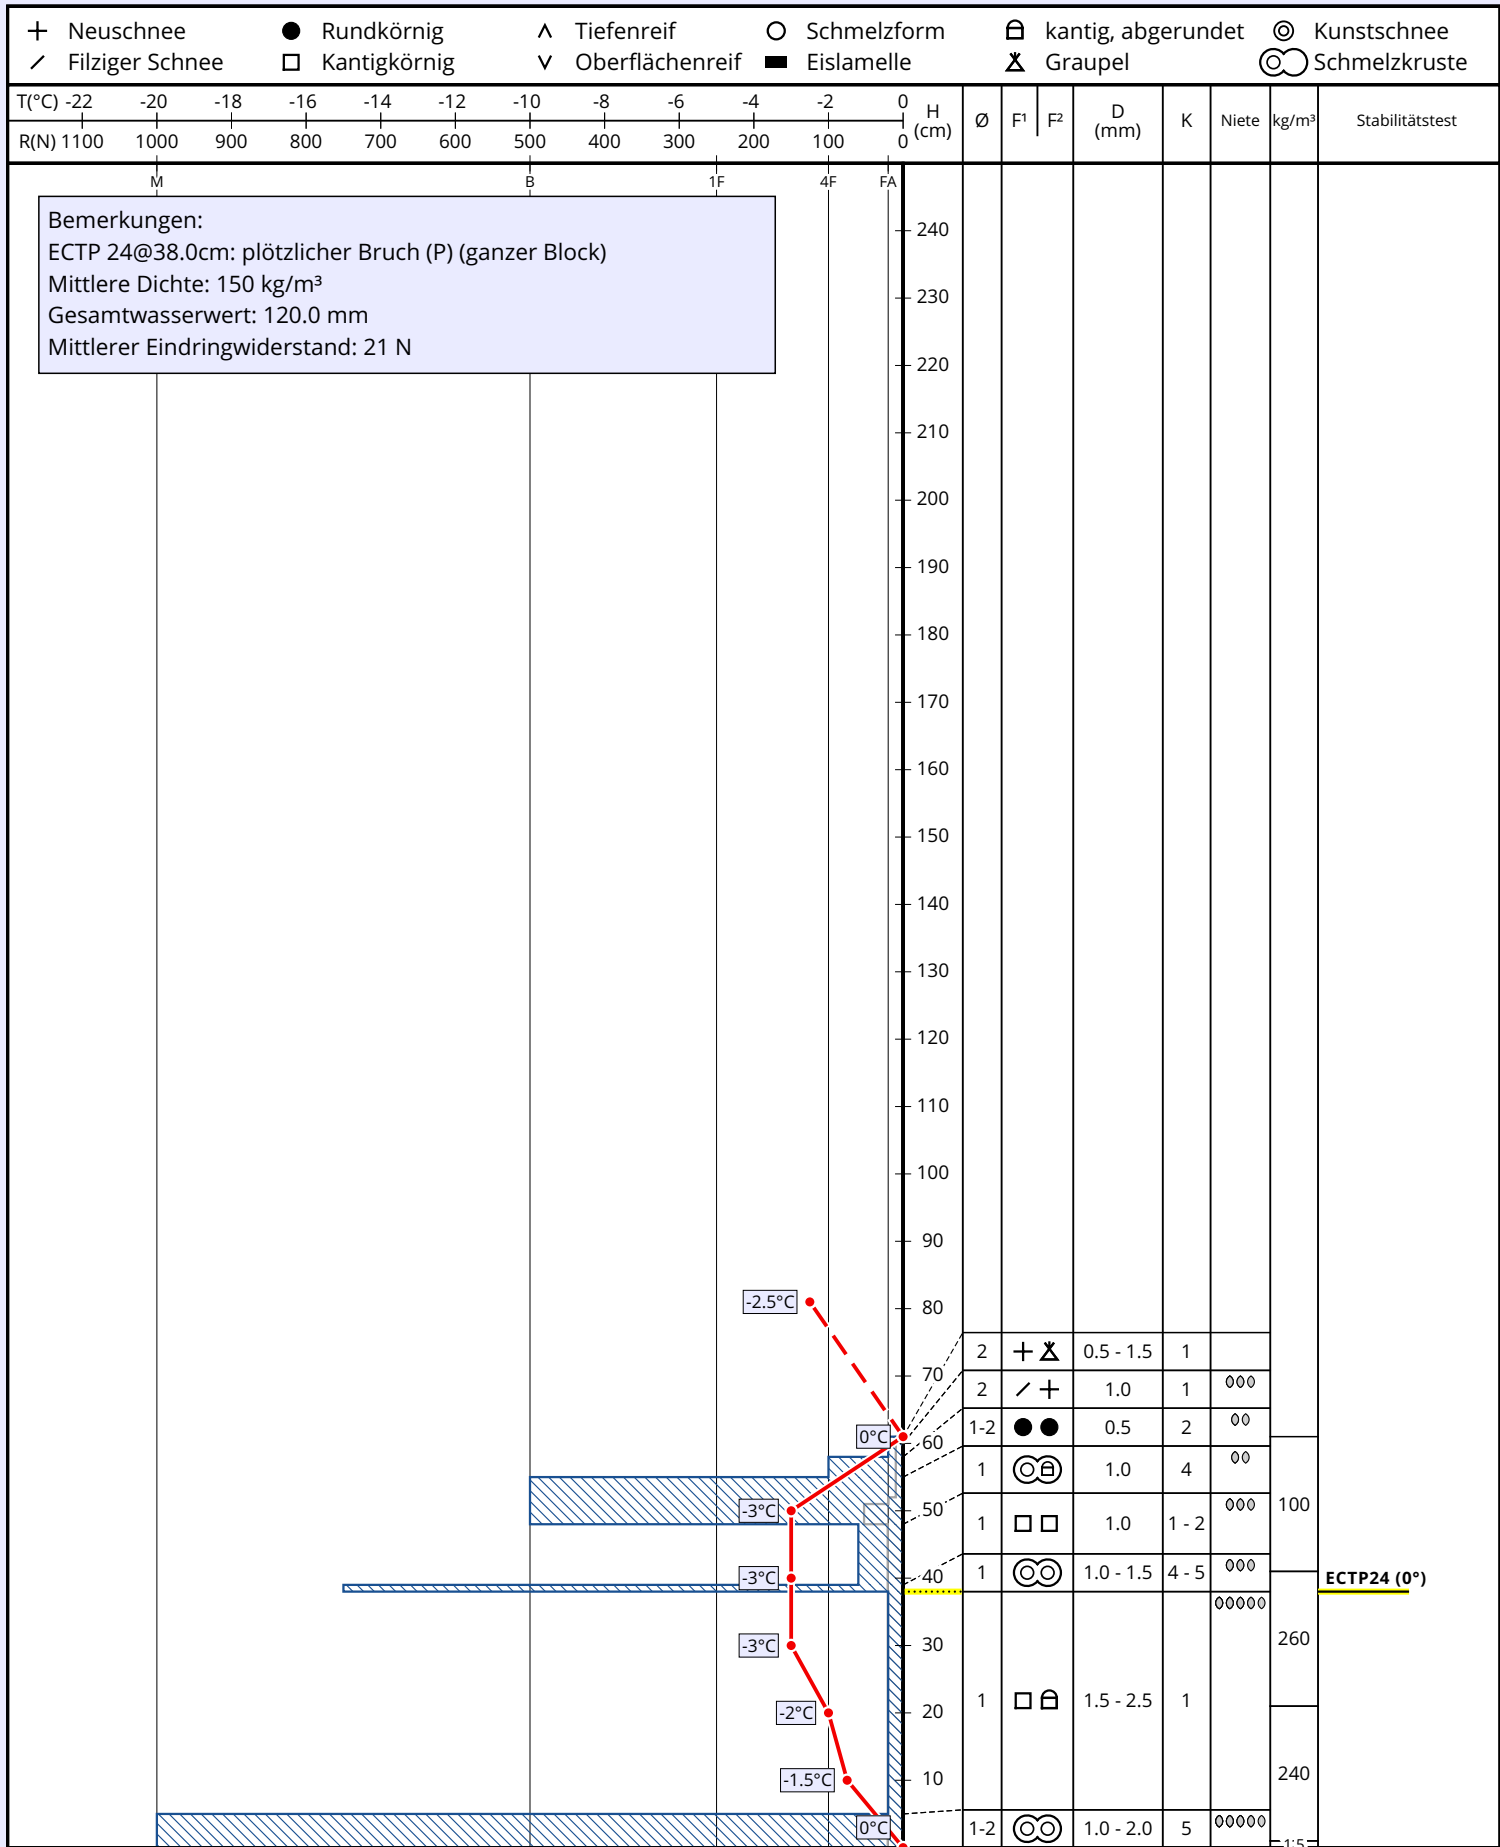 Neuschnee Rundkörnig Tiefenreif Schmelzform kantig, abgerundet Kunstschnee
Filziger Schnee Kantigkörnig Oberflächenreif Eislamelle Graupel Schmelzkruste
T(°C) -22 -20 -18 -16 -14 -12 -10 -8 -6 -4 -2 0
R(N) 1100 1000 900 800 700 600 500 400 300 200 100 0
H (cm) Ø F¹ F² D (mm) K Niete kg/m³ Stabilitätstest
M B 1F 4F FA
Bemerkungen:
ECTP 24@38.0cm: plötzlicher Bruch (P) (ganzer Block)
Mittlere Dichte: 150 kg/m³
Gesamtwasserwert: 120.0 mm
Mittlerer Eindringwiderstand: 21 N
240
230
220
210
200
190
180
170
160
150
140
130
120
110
100
90
-2.5°C 80
2 0.5 - 1.5 1
70
2 1.0 1
1-2 0.5 2
0°C 60
1 1.0 4
-3°C 50 100
1 1.0 1 - 2
1 1.0 - 1.5 4 - 5
-3°C 40 ECTP24 (0°)
-3°C 30 260
1 1.5 - 2.5 1
-2°C 20
-1.5°C 10 240
0°C 1-2 1.0 - 2.0 5